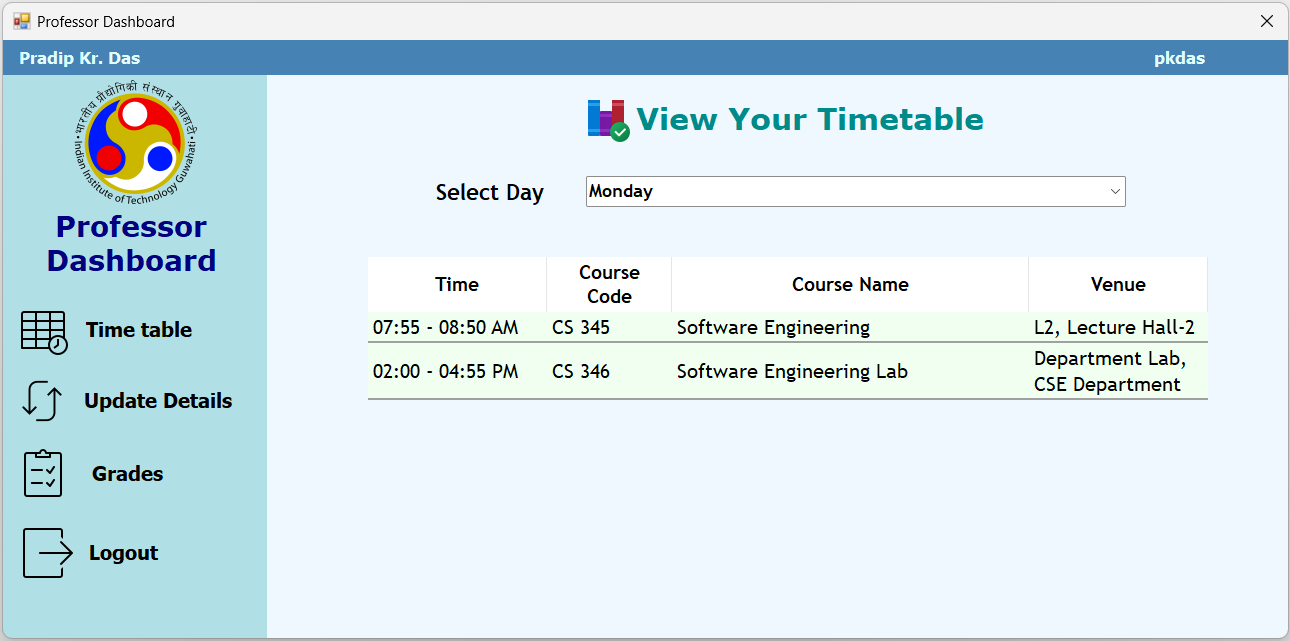 Professor Dashboard
Pradip Kr. Das
pkdas
भारतीय प्रौद्योगिकी संस्थान गुवाहाटी
Indian Institute of Technology Guwahati
Professor
Dashboard
Time table
Update Details
Grades
Logout
View Your Timetable
Select Day
Monday
Time
Course
Code
Course Name
Venue
07:55 - 08:50 AM CS 345 Software Engineering L2, Lecture Hall-2
02:00 - 04:55 PM CS 346 Software Engineering Lab Department Lab,
CSE Department